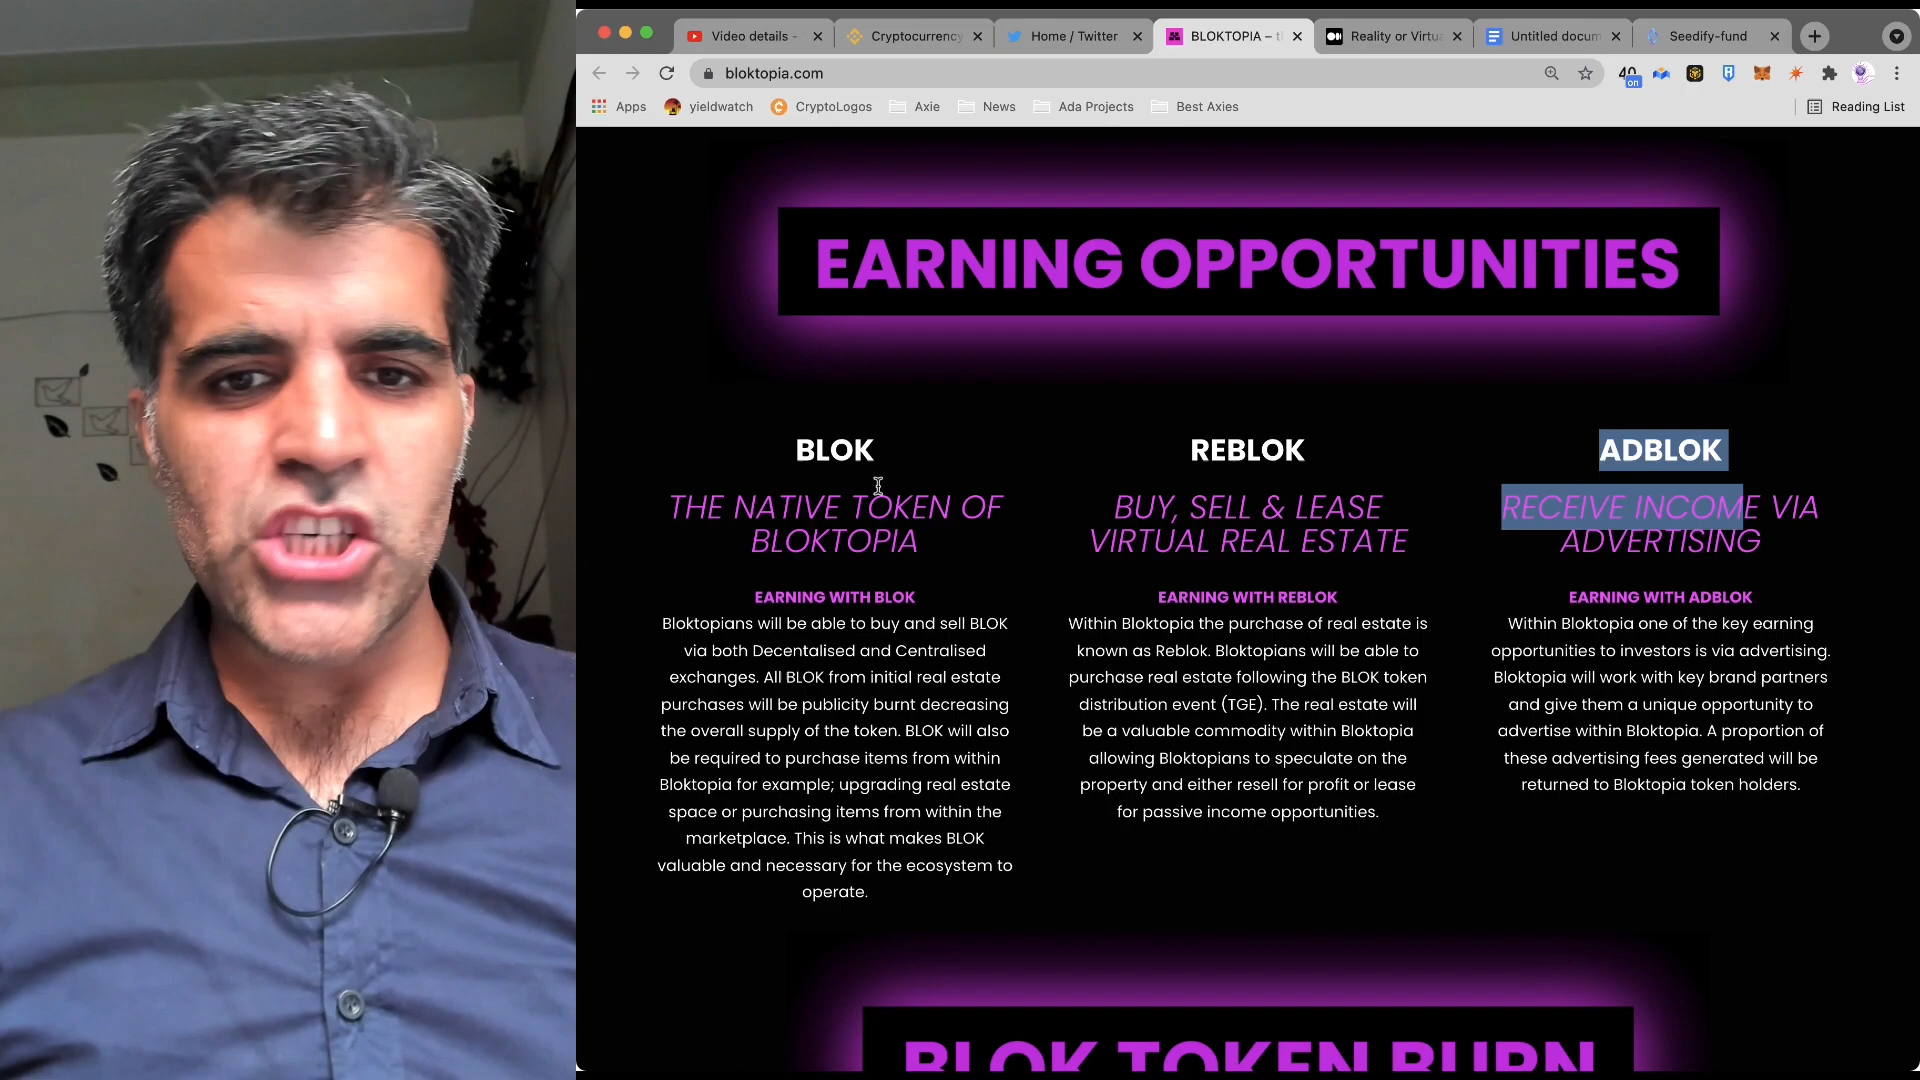 Video details -
Cryptocurrency
Home / Twitter
BLOKTOPIA – t
Reality or Virtu
Untitled docum
Seedify-fund
bloktopia.com
40
on
Apps
yieldwatch
CryptoLogos
Axie
News
Ada Projects
Best Axies
Reading List
EARNING OPPORTUNITIES
BLOK
THE NATIVE TOKEN OF
BLOKTOPIA
EARNING WITH BLOK
Bloktopians will be able to buy and sell BLOK
via both Decentalised and Centralised
exchanges. All BLOK from initial real estate
purchases will be publicity burnt decreasing
the overall supply of the token. BLOK will also
be required to purchase items from within
Bloktopia for example; upgrading real estate
space or purchasing items from within the
marketplace. This is what makes BLOK
valuable and necessary for the ecosystem to
operate.
REBLOK
BUY, SELL & LEASE
VIRTUAL REAL ESTATE
EARNING WITH REBLOK
Within Bloktopia the purchase of real estate is
known as Reblok. Bloktopians will be able to
purchase real estate following the BLOK token
distribution event (TGE). The real estate will
be a valuable commodity within Bloktopia
allowing Bloktopians to speculate on the
property and either resell for profit or lease
for passive income opportunities.
ADBLOK
RECEIVE INCOME VIA
ADVERTISING
EARNING WITH ADBLOK
Within Bloktopia one of the key earning
opportunities to investors is via advertising.
Bloktopia will work with key brand partners
and give them a unique opportunity to
advertise within Bloktopia. A proportion of
these advertising fees generated will be
returned to Bloktopia token holders.
BLOK TOKEN BURN